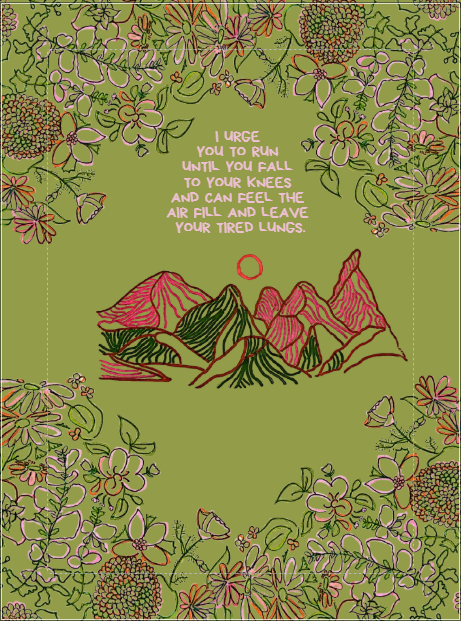 I URGE
YOU TO RUN
UNTIL YOU FALL
TO YOUR KNEES
AND CAN FEEL THE
AIR FILL AND LEAVE
YOUR TIRED LUNGS.